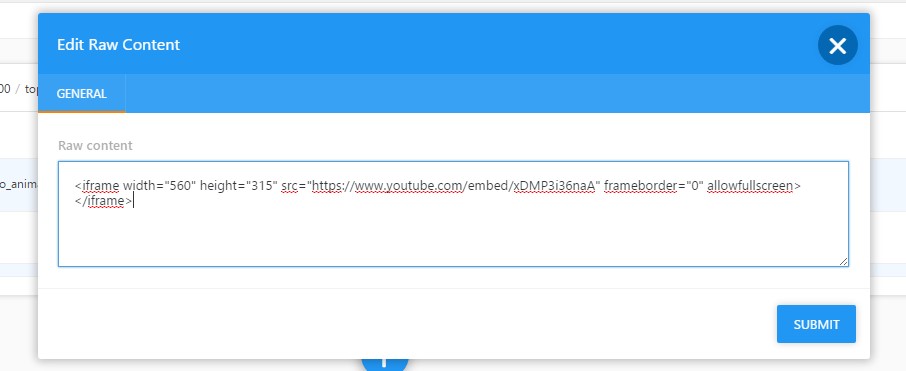 Edit Raw Content
00 / top
GENERAL
Raw content
o_anima
<iframe width="560" height="315" src="https://www.youtube.com/embed/xDMP3i36naA" frameborder="0" allowfullscreen>
</iframe>
SUBMIT